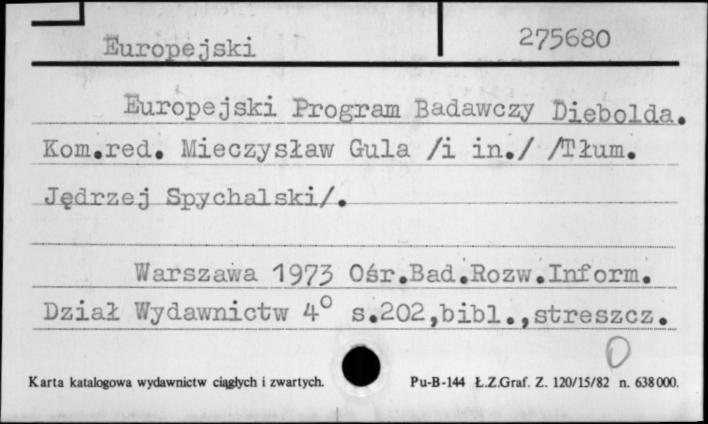 Europejski 275680
Europejski Program Badawczy Diebolda.
Kom.red. Mieczysław Gula /i in./ /Tłum.
Jędrzej Spychalski/.
Warszawa 1973 Ośr.Bad.Rozw.Inform.
Dział Wydawnictw 4° s.202,bibl.,streszcz.
Karta katalogowa wydawnictw ciągłych i zwartych. Pu-B-144 Ł.Z.Graf. Z. 120/15/82 n. 638000.